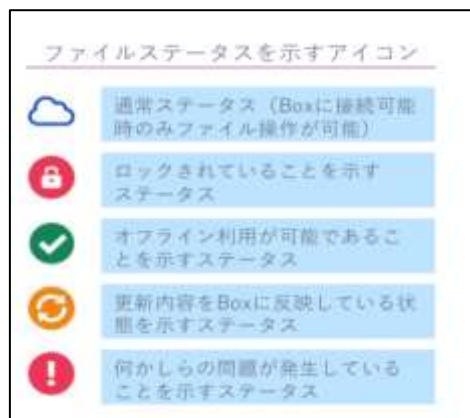 ファイルステータスを示すアイコン
通常ステータス（Boxに接続可能
時のみファイル操作が可能）
ロックされていることを示す
ステータス
オフライン利用が可能であるこ
とを示すステータス
更新内容をBoxに反映している状
態を示すステータス
何かしらの問題が発生している
ことを示すステータス